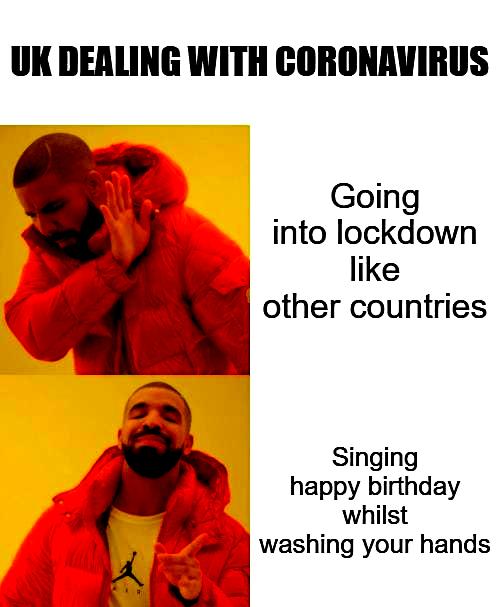 UK DEALING WITH CORONAVIRUS
Going
into lockdown
like
other countries
Singing
happy birthday
whilst
washing your hands